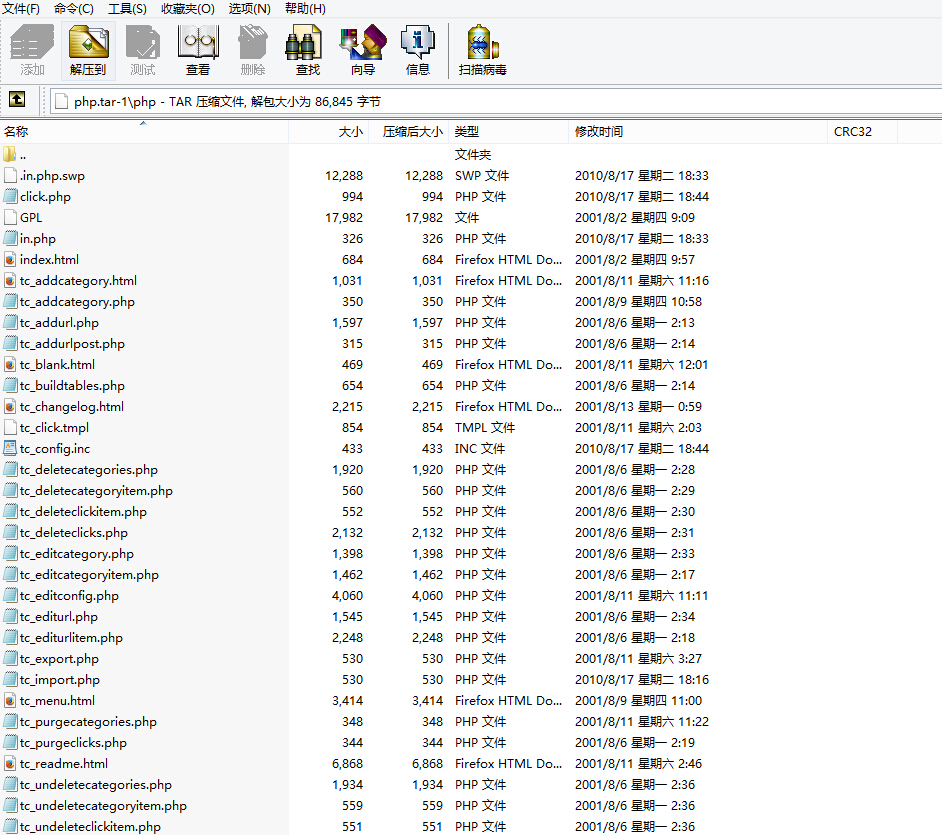 文件(F) 命令(C) 工具(S) 收藏夹(O) 选项(N) 帮助(H)
添加 解压到 测试 查看 删除 查找 向导 信息 扫描病毒
php.tar-1\php - TAR 压缩文件, 解包大小为 86,845 字节
名称 大小 压缩后大小 类型 修改时间 CRC32
.. 文件夹
.in.php.swp 12,288 12,288 SWP 文件 2010/8/17 星期二 18:33
click.php 994 994 PHP 文件 2010/8/17 星期二 18:44
GPL 17,982 17,982 文件 2001/8/2 星期四 9:09
in.php 326 326 PHP 文件 2010/8/17 星期二 18:33
index.html 684 684 Firefox HTML Do... 2001/8/2 星期四 9:57
tc_addcategory.html 1,031 1,031 Firefox HTML Do... 2001/8/11 星期六 11:16
tc_addcategory.php 350 350 PHP 文件 2001/8/9 星期四 10:58
tc_addurl.php 1,597 1,597 PHP 文件 2001/8/6 星期一 2:13
tc_addurlpost.php 315 315 PHP 文件 2001/8/6 星期一 2:14
tc_blank.html 469 469 Firefox HTML Do... 2001/8/11 星期六 12:01
tc_buildtables.php 654 654 PHP 文件 2001/8/6 星期一 2:14
tc_changelog.html 2,215 2,215 Firefox HTML Do... 2001/8/13 星期一 0:59
tc_click.tmpl 854 854 TMPL 文件 2001/8/11 星期六 2:03
tc_config.inc 433 433 INC 文件 2010/8/17 星期二 18:44
tc_deletecategories.php 1,920 1,920 PHP 文件 2001/8/6 星期一 2:28
tc_deletecategoryitem.php 560 560 PHP 文件 2001/8/6 星期一 2:29
tc_deleteclickitem.php 552 552 PHP 文件 2001/8/6 星期一 2:30
tc_deleteclicks.php 2,132 2,132 PHP 文件 2001/8/6 星期一 2:31
tc_editcategory.php 1,398 1,398 PHP 文件 2001/8/6 星期一 2:33
tc_editcategoryitem.php 1,462 1,462 PHP 文件 2001/8/6 星期一 2:17
tc_editconfig.php 4,060 4,060 PHP 文件 2001/8/11 星期六 11:11
tc_editurl.php 1,545 1,545 PHP 文件 2001/8/6 星期一 2:34
tc_editurlitem.php 2,248 2,248 PHP 文件 2001/8/6 星期一 2:18
tc_export.php 530 530 PHP 文件 2001/8/11 星期六 3:27
tc_import.php 530 530 PHP 文件 2010/8/17 星期二 18:16
tc_menu.html 3,414 3,414 Firefox HTML Do... 2001/8/9 星期四 11:00
tc_purgecategories.php 348 348 PHP 文件 2001/8/11 星期六 11:22
tc_purgeclicks.php 344 344 PHP 文件 2001/8/6 星期一 2:19
tc_readme.html 6,868 6,868 Firefox HTML Do... 2001/8/11 星期六 2:46
tc_undeletecategories.php 1,934 1,934 PHP 文件 2001/8/6 星期一 2:36
tc_undeletecategoryitem.php 559 559 PHP 文件 2001/8/6 星期一 2:36
tc_undeleteclickitem.php 551 551 PHP 文件 2001/8/6 星期一 2:36